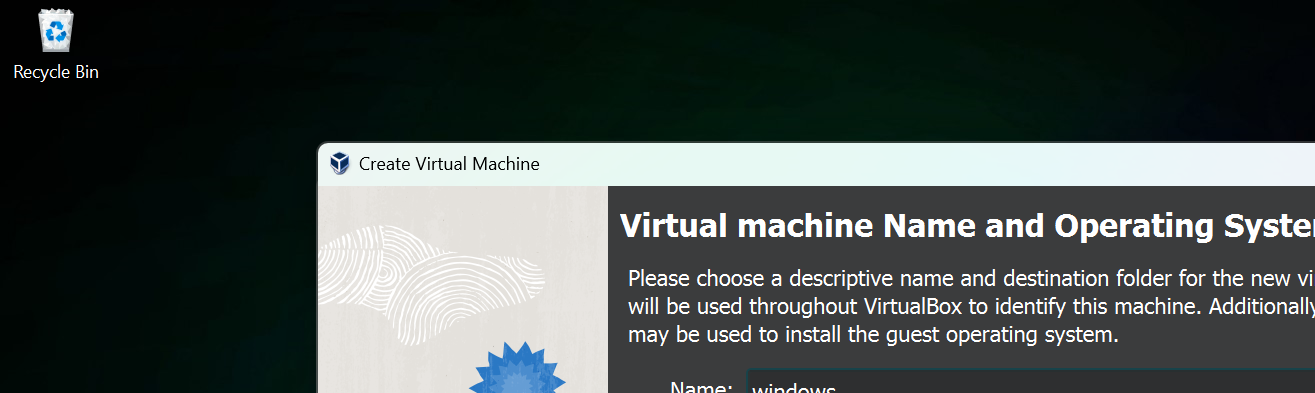 Recycle Bin
Create Virtual Machine
Virtual machine Name and Operating
Please choose a descriptive name and destination folder for the new
will be used throughout VirtualBox to identify this machine. Additionally
may be used to install the guest operating system.
Name: windows